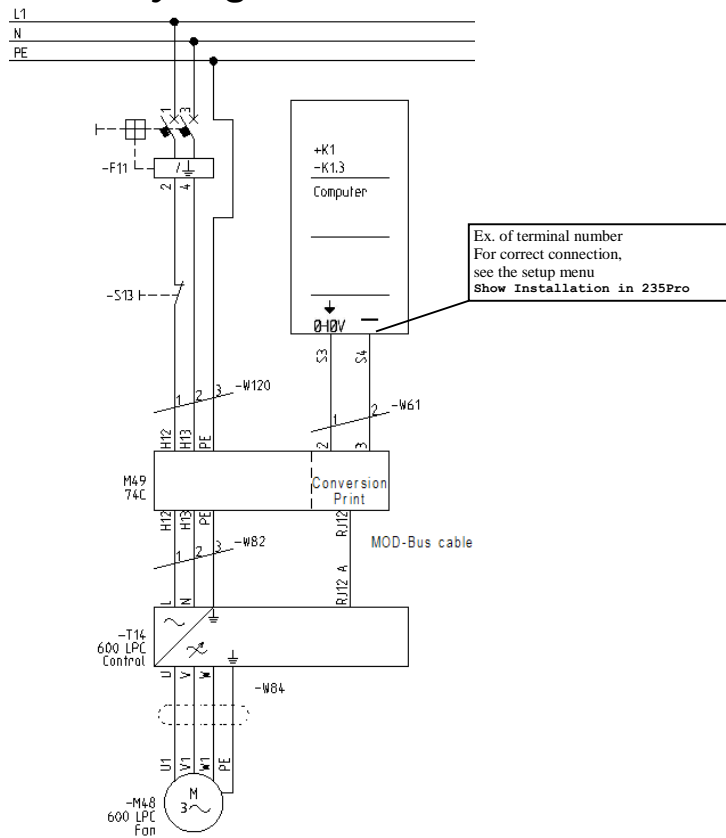 L1
N
PE
1
3
-F11
2
4
+K1
-K1.3
Computer
Ex. of terminal number
For correct connection,
see the setup menu
Show Installation in 235Pro
-S13
0-10V
S3
S4
1
2
3
-W120
1
2
-W61
H12
H13
PE
2
3
M49
74C
Conversion
Print
H12
H13
PE
RJ12
MOD-Bus cable
1
2
3
-W82
L
N
RJ12 A
-T14
600 LPC
Control
U
V
W
-W84
U1
V1
W1
PE
-M48
600 LPC
Fan
M
3